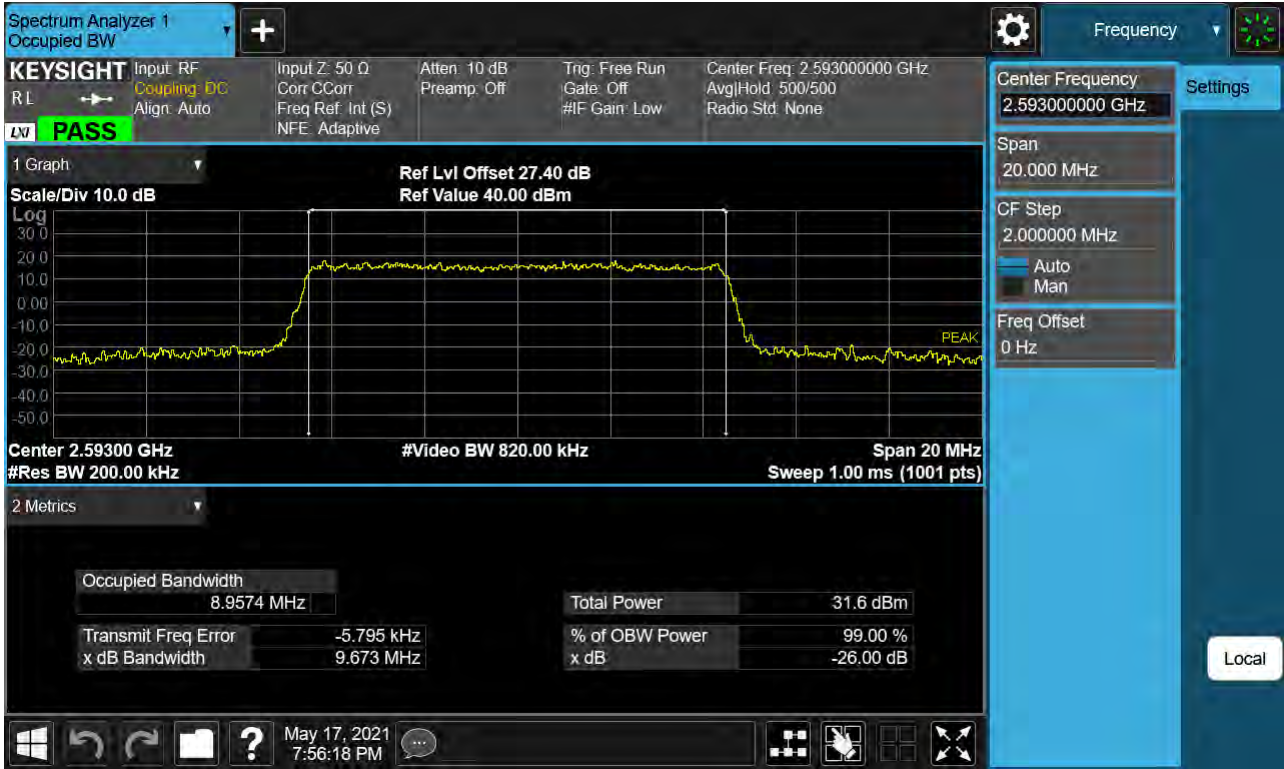 Spectrum Analyzer 1
Occupied BW
+
Frequency
KEYSIGHT Input: RF Input Z: 50 Ω Atten: 10 dB Trig: Free Run Center Freq: 2.593000000 GHz
RL Coupling: DC Corr CCorr Preamp: Off Gate: Off Avg|Hold: 500/500
Align: Auto Freq Ref: Int (S) #IF Gain: Low Radio Std: None
LXI PASS NFE: Adaptive
Center Frequency
2.593000000 GHz
Settings
Span
20.000 MHz
CF Step
2.000000 MHz
Auto
Man
Freq Offset
0 Hz
1 Graph
Ref Lvl Offset 27.40 dB
Scale/Div 10.0 dB Ref Value 40.00 dBm
Log
30.0
20.0
10.0
0.00
-10.0
PEAK
-20.0
-30.0
-40.0
-50.0
Center 2.59300 GHz #Video BW 820.00 kHz Span 20 MHz
#Res BW 200.00 kHz Sweep 1.00 ms (1001 pts)
2 Metrics
Occupied Bandwidth
8.9574 MHz Total Power 31.6 dBm
Transmit Freq Error -5.795 kHz % of OBW Power 99.00 %
x dB Bandwidth 9.673 MHz x dB -26.00 dB
Local
? May 17, 2021
7:56:18 PM